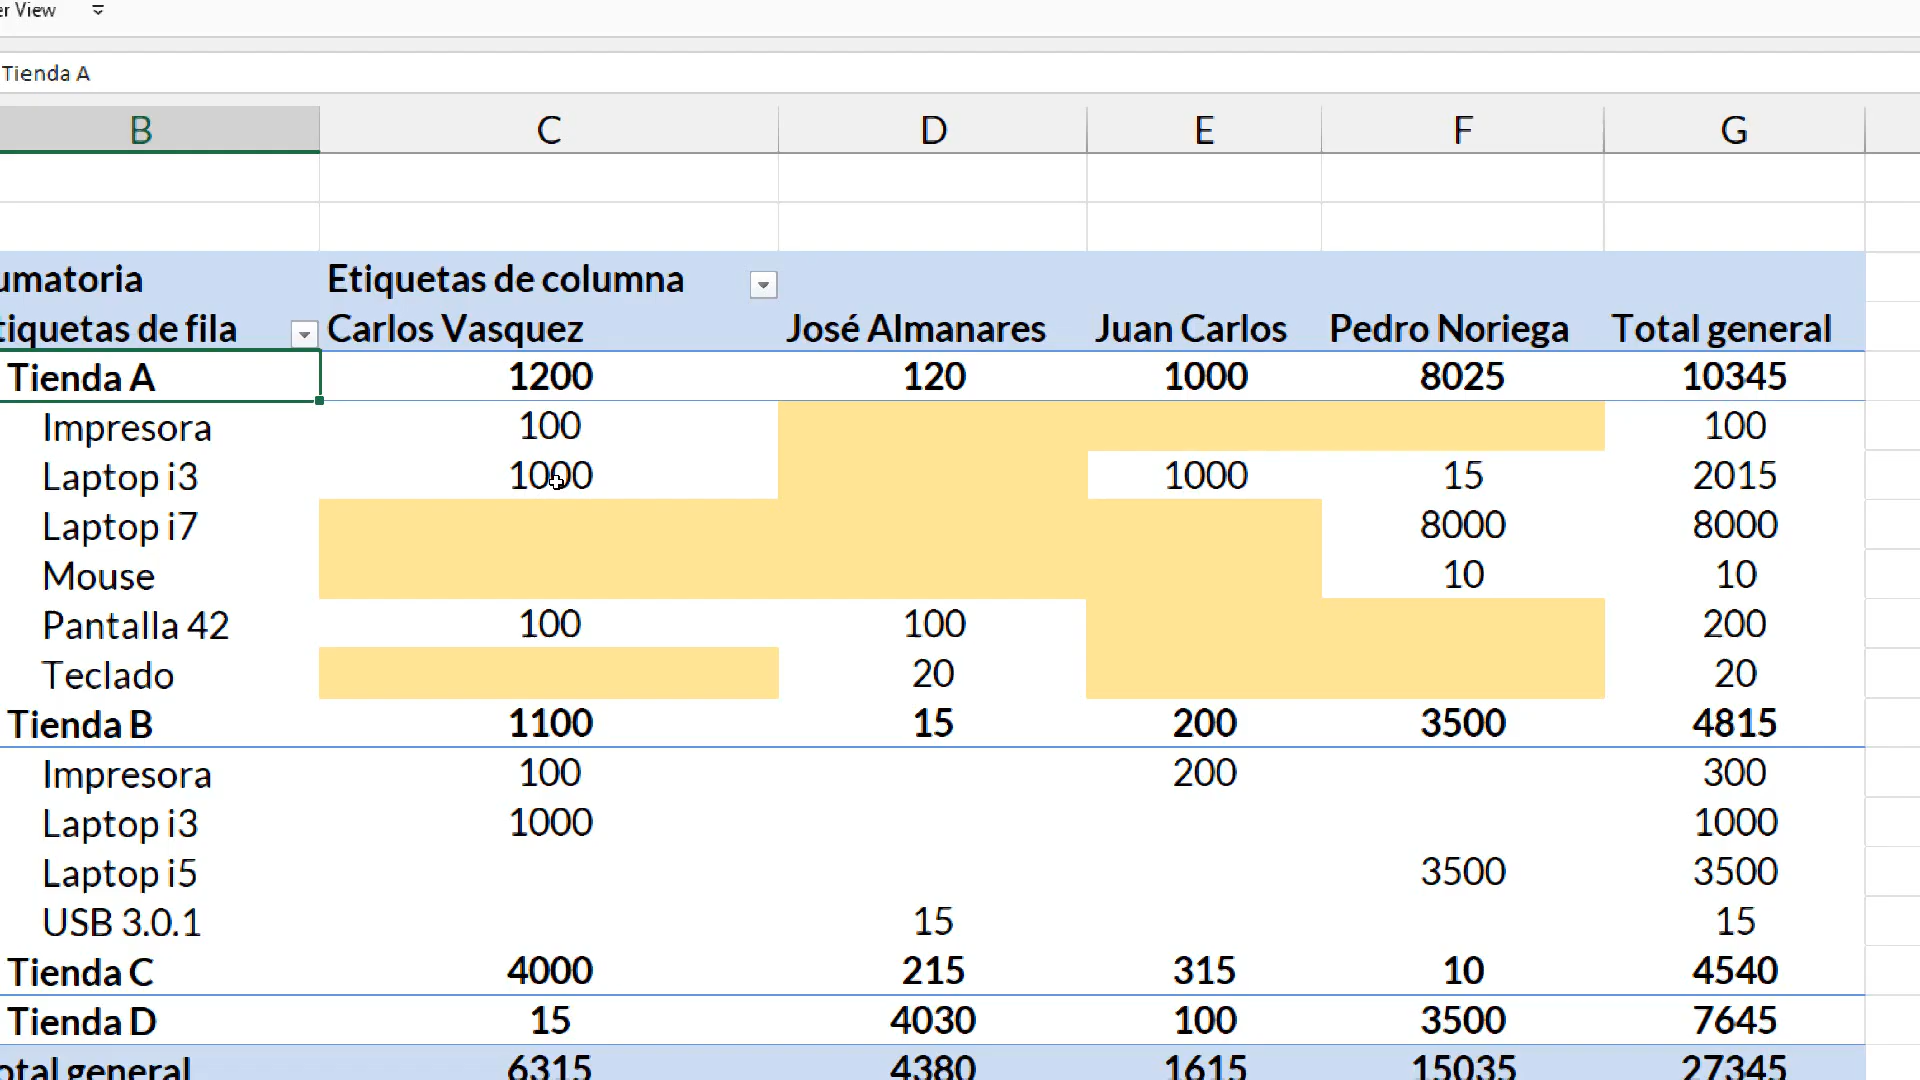 er View
Tienda A
B C D E F G
umatoria Etiquetas de columna
tiquetas de fila Carlos Vasquez José Almanares Juan Carlos Pedro Noriega Total general
Tienda A 1200 120 1000 8025 10345
Impresora 100 100
Laptop i3 1000 1000 15 2015
Laptop i7 8000 8000
Mouse 10 10
Pantalla 42 100 100 200
Teclado 20 20
Tienda B 1100 15 200 3500 4815
Impresora 100 200 300
Laptop i3 1000 1000
Laptop i5 3500 3500
USB 3.0.1 15 15
Tienda C 4000 215 315 10 4540
Tienda D 15 4030 100 3500 7645
otal general 6315 4380 1615 15035 27345